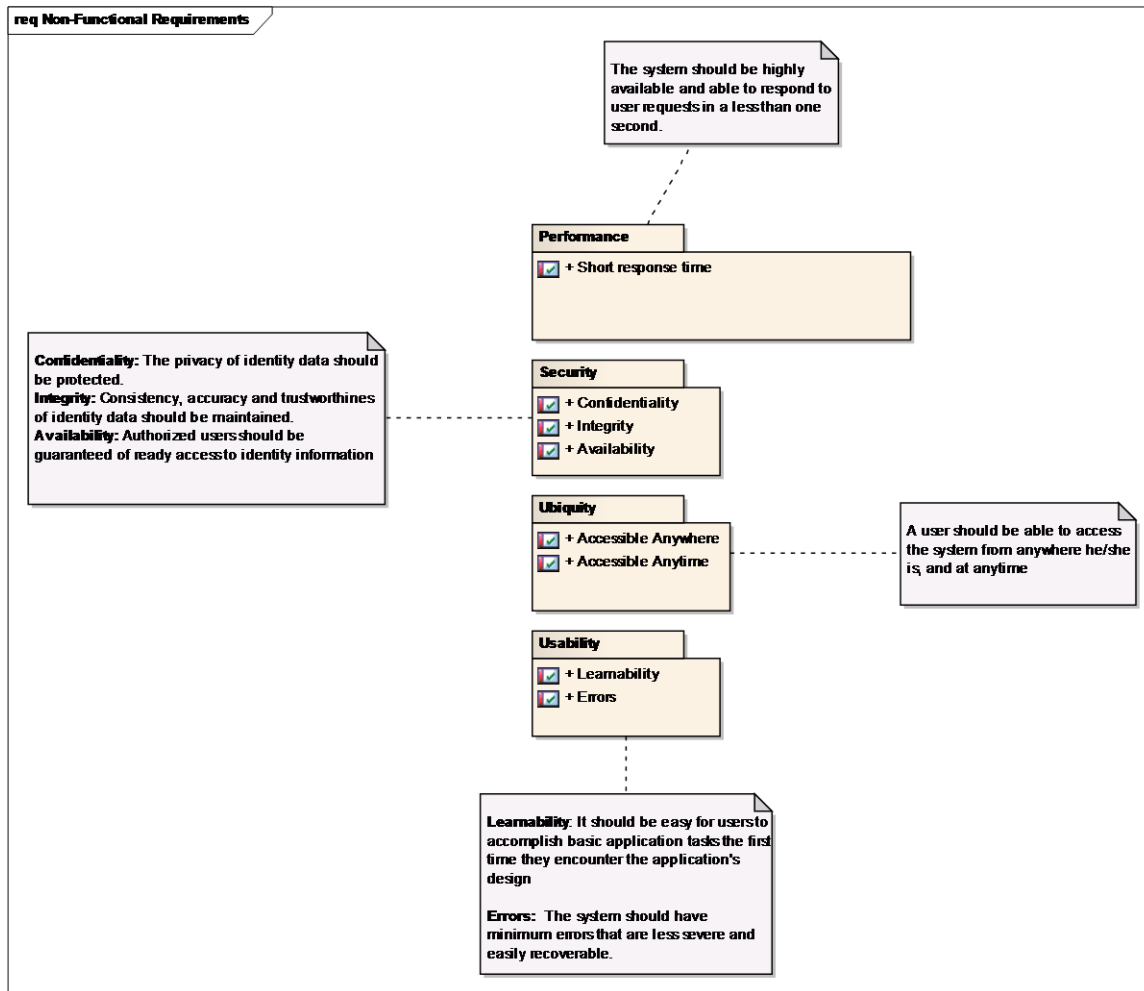 req Non-Functional Requirements
The system should be highly
available and able to respond to
user requests in a less than one
second.
Performance
+ Short response time
Confidentiality: The privacy of identity data should
be protected.
Integrity: Consistency, accuracy and trustworthines
of identity data should be maintained.
Availability: Authorized users should be
guaranteed of ready access to identity information
Security
+ Confidentiality
+ Integrity
+ Availability
Ubiquity
+ Accessible Anywhere
+ Accessible Anytime
A user should be able to access
the system from anywhere he/she
is, and at anytime
Usability
+ Learnability
+ Errors
Learnability: It should be easy for users to
accomplish basic application tasks the first
time they encounter the application's
design
Errors: The system should have
minimum errors that are less severe and
easily recoverable.